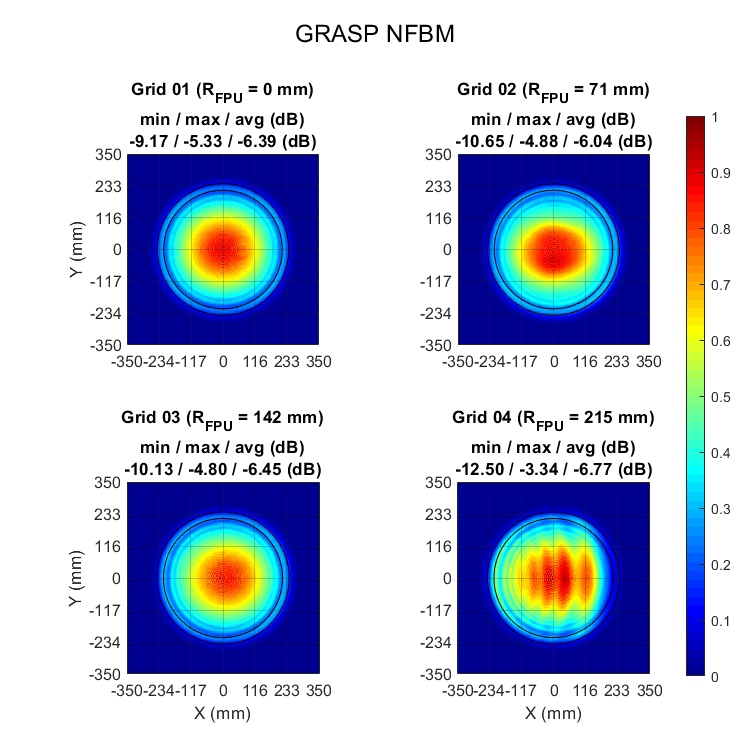 GRASP NFBM
Grid 01 (R_FPU = 0 mm)
min / max / avg (dB)
-9.17 / -5.33 / -6.39 (dB)
350
233
116
0
-117
-234
-350
Y (mm)
-350-234-117 0 116 233 350
Grid 02 (R_FPU = 71 mm)
min / max / avg (dB)
-10.65 / -4.88 / -6.04 (dB)
350
233
116
0
-117
-234
-350
-350-234-117 0 116 233 350
Grid 03 (R_FPU = 142 mm)
min / max / avg (dB)
-10.13 / -4.80 / -6.45 (dB)
350
233
116
0
-117
-234
-350
Y (mm)
-350-234-117 0 116 233 350
X (mm)
Grid 04 (R_FPU = 215 mm)
min / max / avg (dB)
-12.50 / -3.34 / -6.77 (dB)
350
233
116
0
-117
-234
-350
-350-234-117 0 116 233 350
X (mm)
1
0.9
0.8
0.7
0.6
0.5
0.4
0.3
0.2
0.1
0